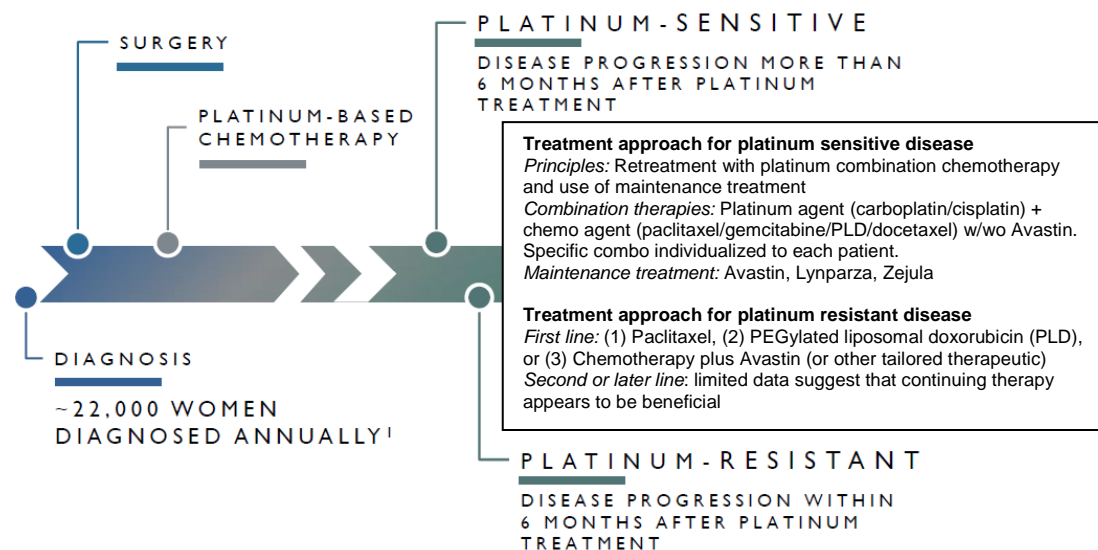 SURGERY
PLATINUM-BASED
CHEMOTHERAPY
PLATINUM-SENSITIVE
DISEASE PROGRESSION MORE THAN
6 MONTHS AFTER PLATINUM
TREATMENT
Treatment approach for platinum sensitive disease
Principles: Retreatment with platinum combination chemotherapy
and use of maintenance treatment
Combination therapies: Platinum agent (carboplatin/cisplatin) +
chemo agent (paclitaxel/gemcitabine/PLD/docetaxel) w/wo Avastin.
Specific combo individualized to each patient.
Maintenance treatment: Avastin, Lynparza, Zejula
Treatment approach for platinum resistant disease
First line: (1) Paclitaxel, (2) PEGylated liposomal doxorubicin (PLD),
or (3) Chemotherapy plus Avastin (or other tailored therapeutic)
Second or later line: limited data suggest that continuing therapy
appears to be beneficial
DIAGNOSIS
~22,000 WOMEN
DIAGNOSED ANNUALLY¹
PLATINUM-RESISTANT
DISEASE PROGRESSION WITHIN
6 MONTHS AFTER PLATINUM
TREATMENT